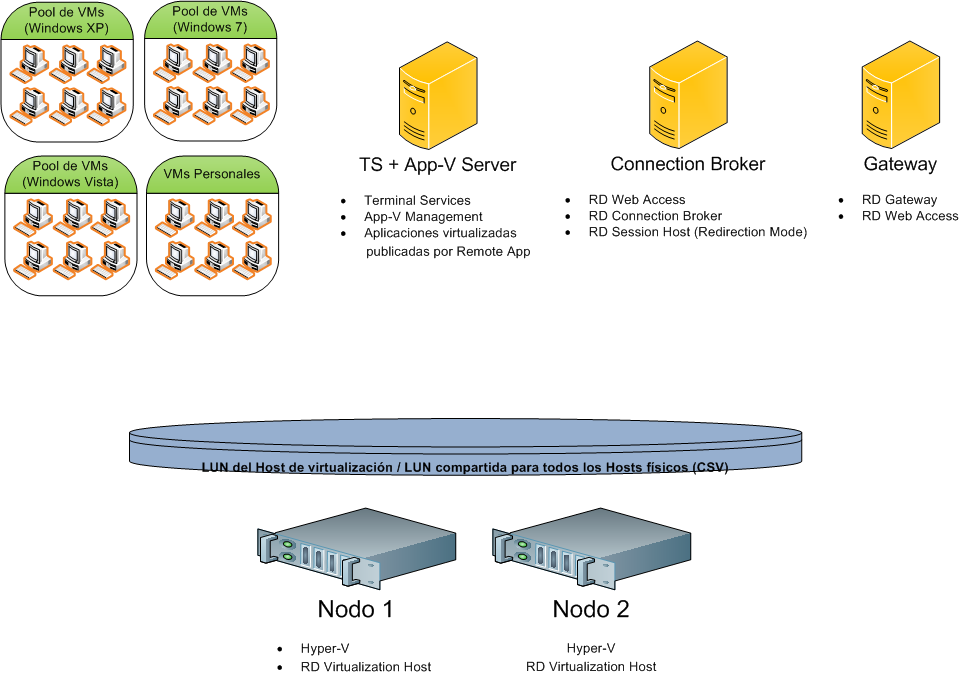 Pool de VMs
(Windows XP)
Pool de VMs
(Windows 7)
Pool de VMs
(Windows Vista)
VMs Personales
TS + App-V Server
• Terminal Services
• App-V Management
• Aplicaciones virtualizadas
publicadas por Remote App
Connection Broker
• RD Web Access
• RD Connection Broker
• RD Session Host (Redirection Mode)
Gateway
• RD Gateway
• RD Web Access
LUN del Host de virtualización / LUN compartida para todos los Hosts físicos (CSV)
Nodo 1
• Hyper-V
• RD Virtualization Host
Nodo 2
Hyper-V
RD Virtualization Host